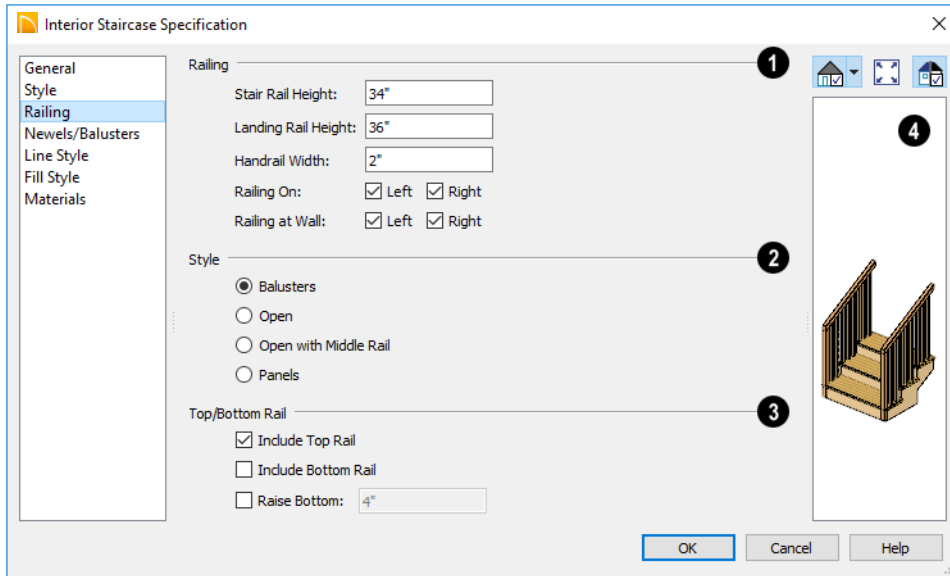 Interior Staircase Specification
General
Style
Railing
Newels/Balusters
Line Style
Fill Style
Materials
Railing
1
Stair Rail Height: 34"
Landing Rail Height: 36"
Handrail Width: 2"
Railing On: Left Right
Railing at Wall: Left Right
Style
2
Balusters
Open
Open with Middle Rail
Panels
Top/Bottom Rail
3
Include Top Rail
Include Bottom Rail
Raise Bottom: 4"
4
OK Cancel Help